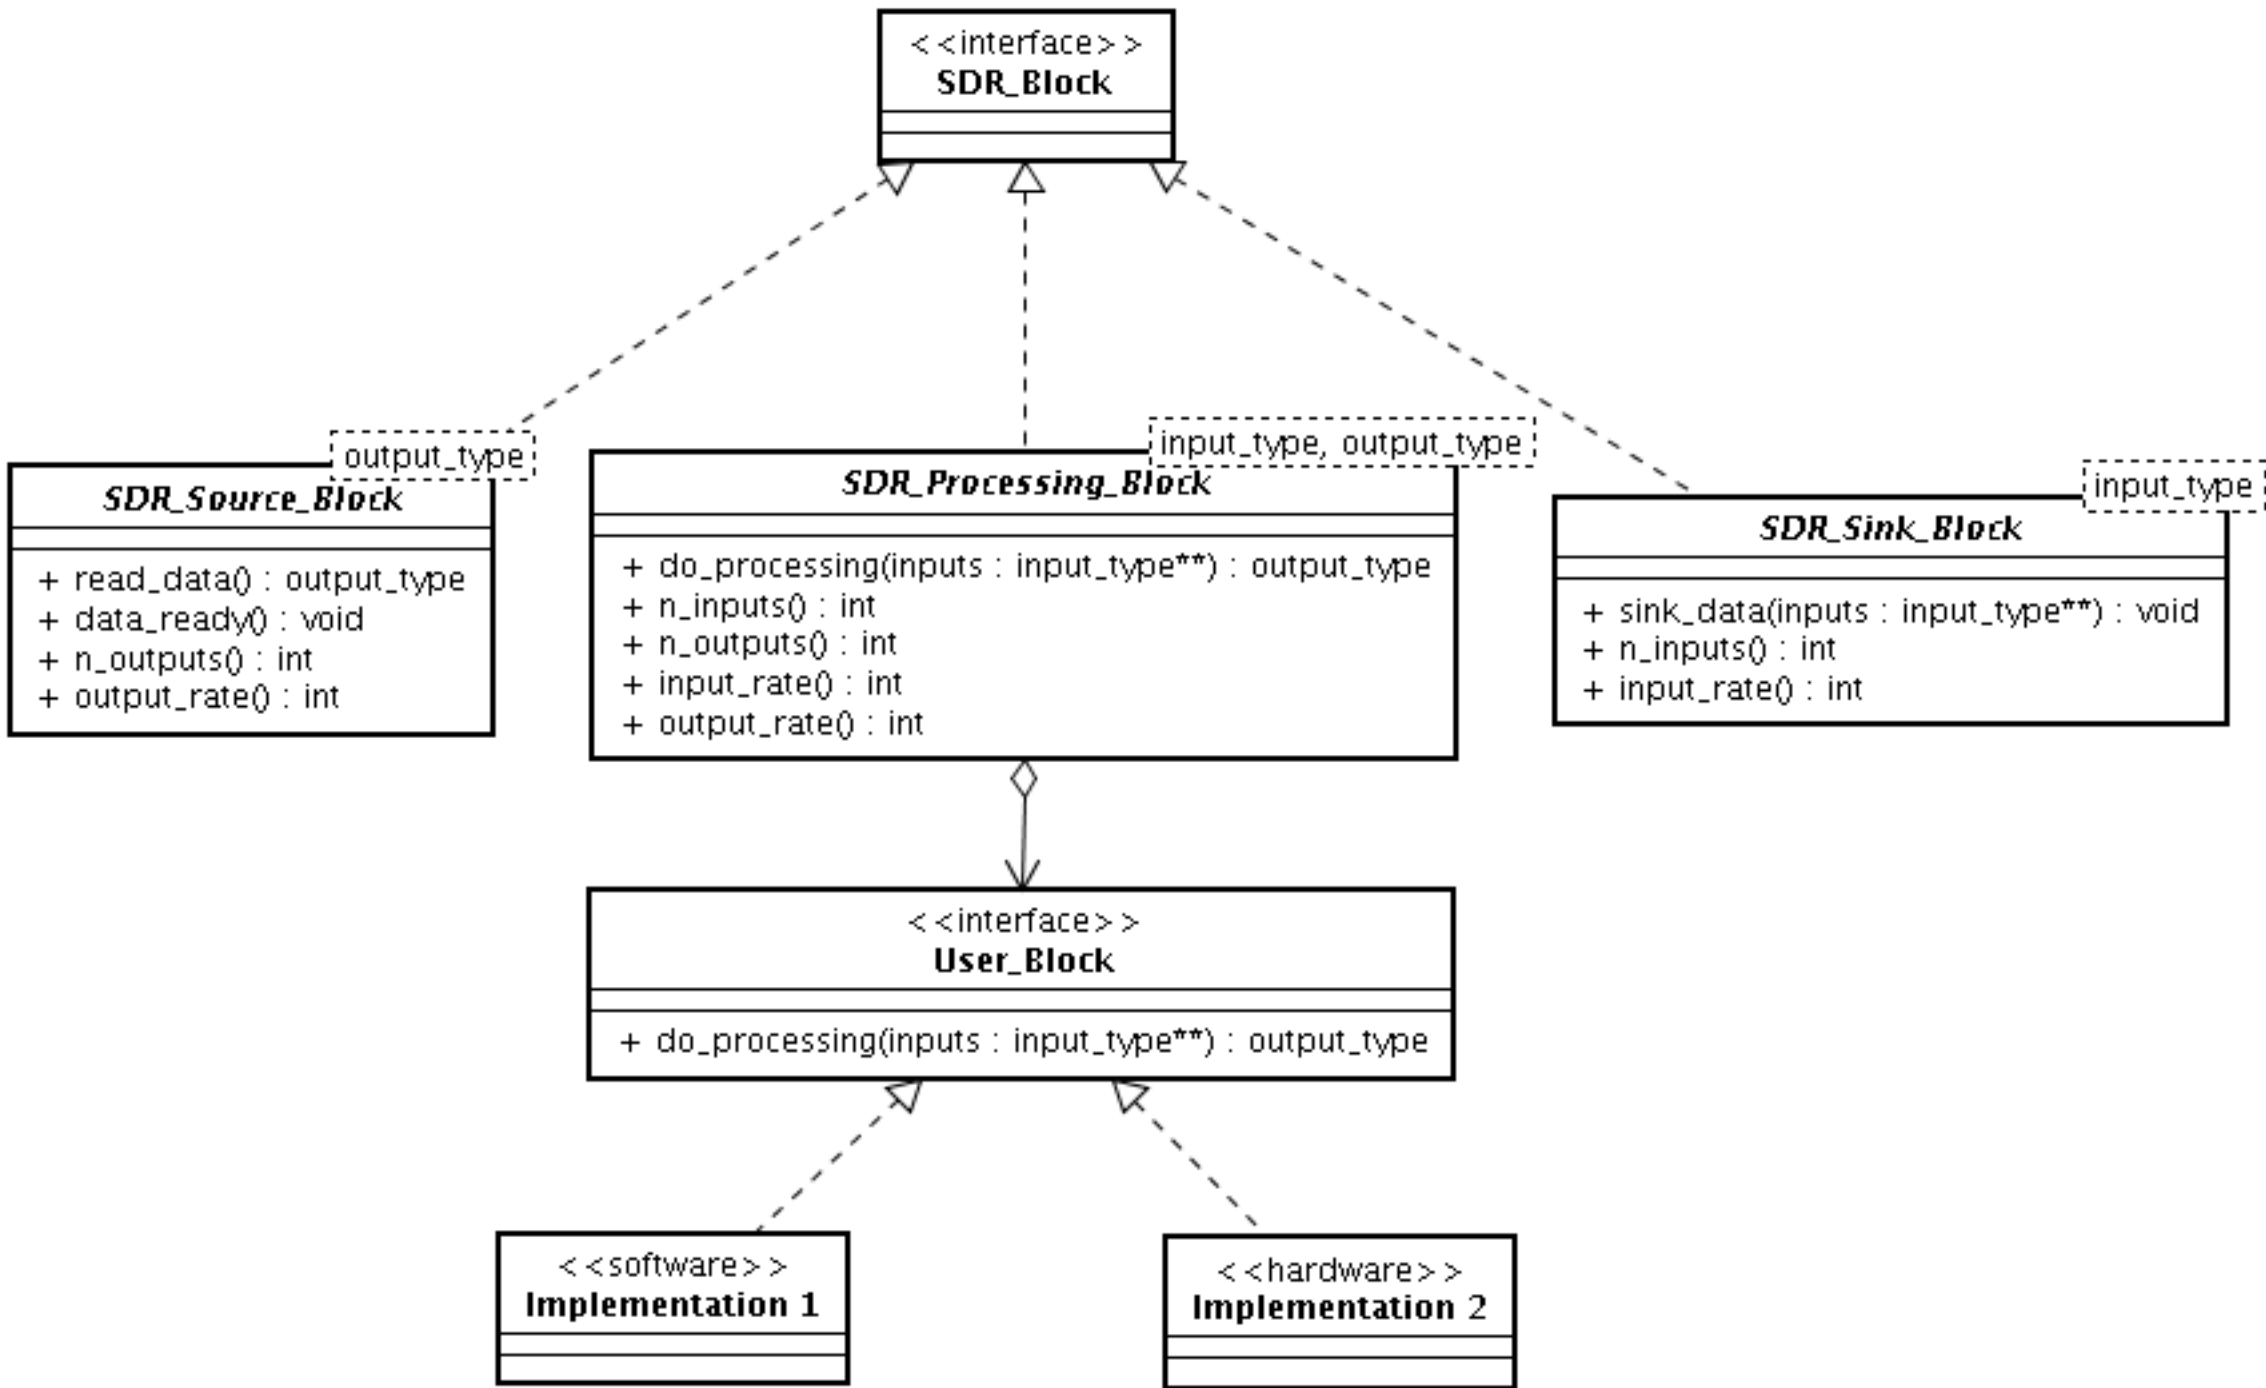 <<interface>>
SDR_Block
output_type
SDR_Source_Block
+ read_data() : output_type
+ data_ready() : void
+ n_outputs() : int
+ output_rate() : int
input_type, output_type
SDR_Processing_Block
+ do_processing(inputs : input_type**) : output_type
+ n_inputs() : int
+ n_outputs() : int
+ input_rate() : int
+ output_rate() : int
input_type
SDR_Sink_Block
+ sink_data(inputs : input_type**) : void
+ n_inputs() : int
+ input_rate() : int
<<interface>>
User_Block
+ do_processing(inputs : input_type**) : output_type
<<software>>
Implementation 1
<<hardware>>
Implementation 2